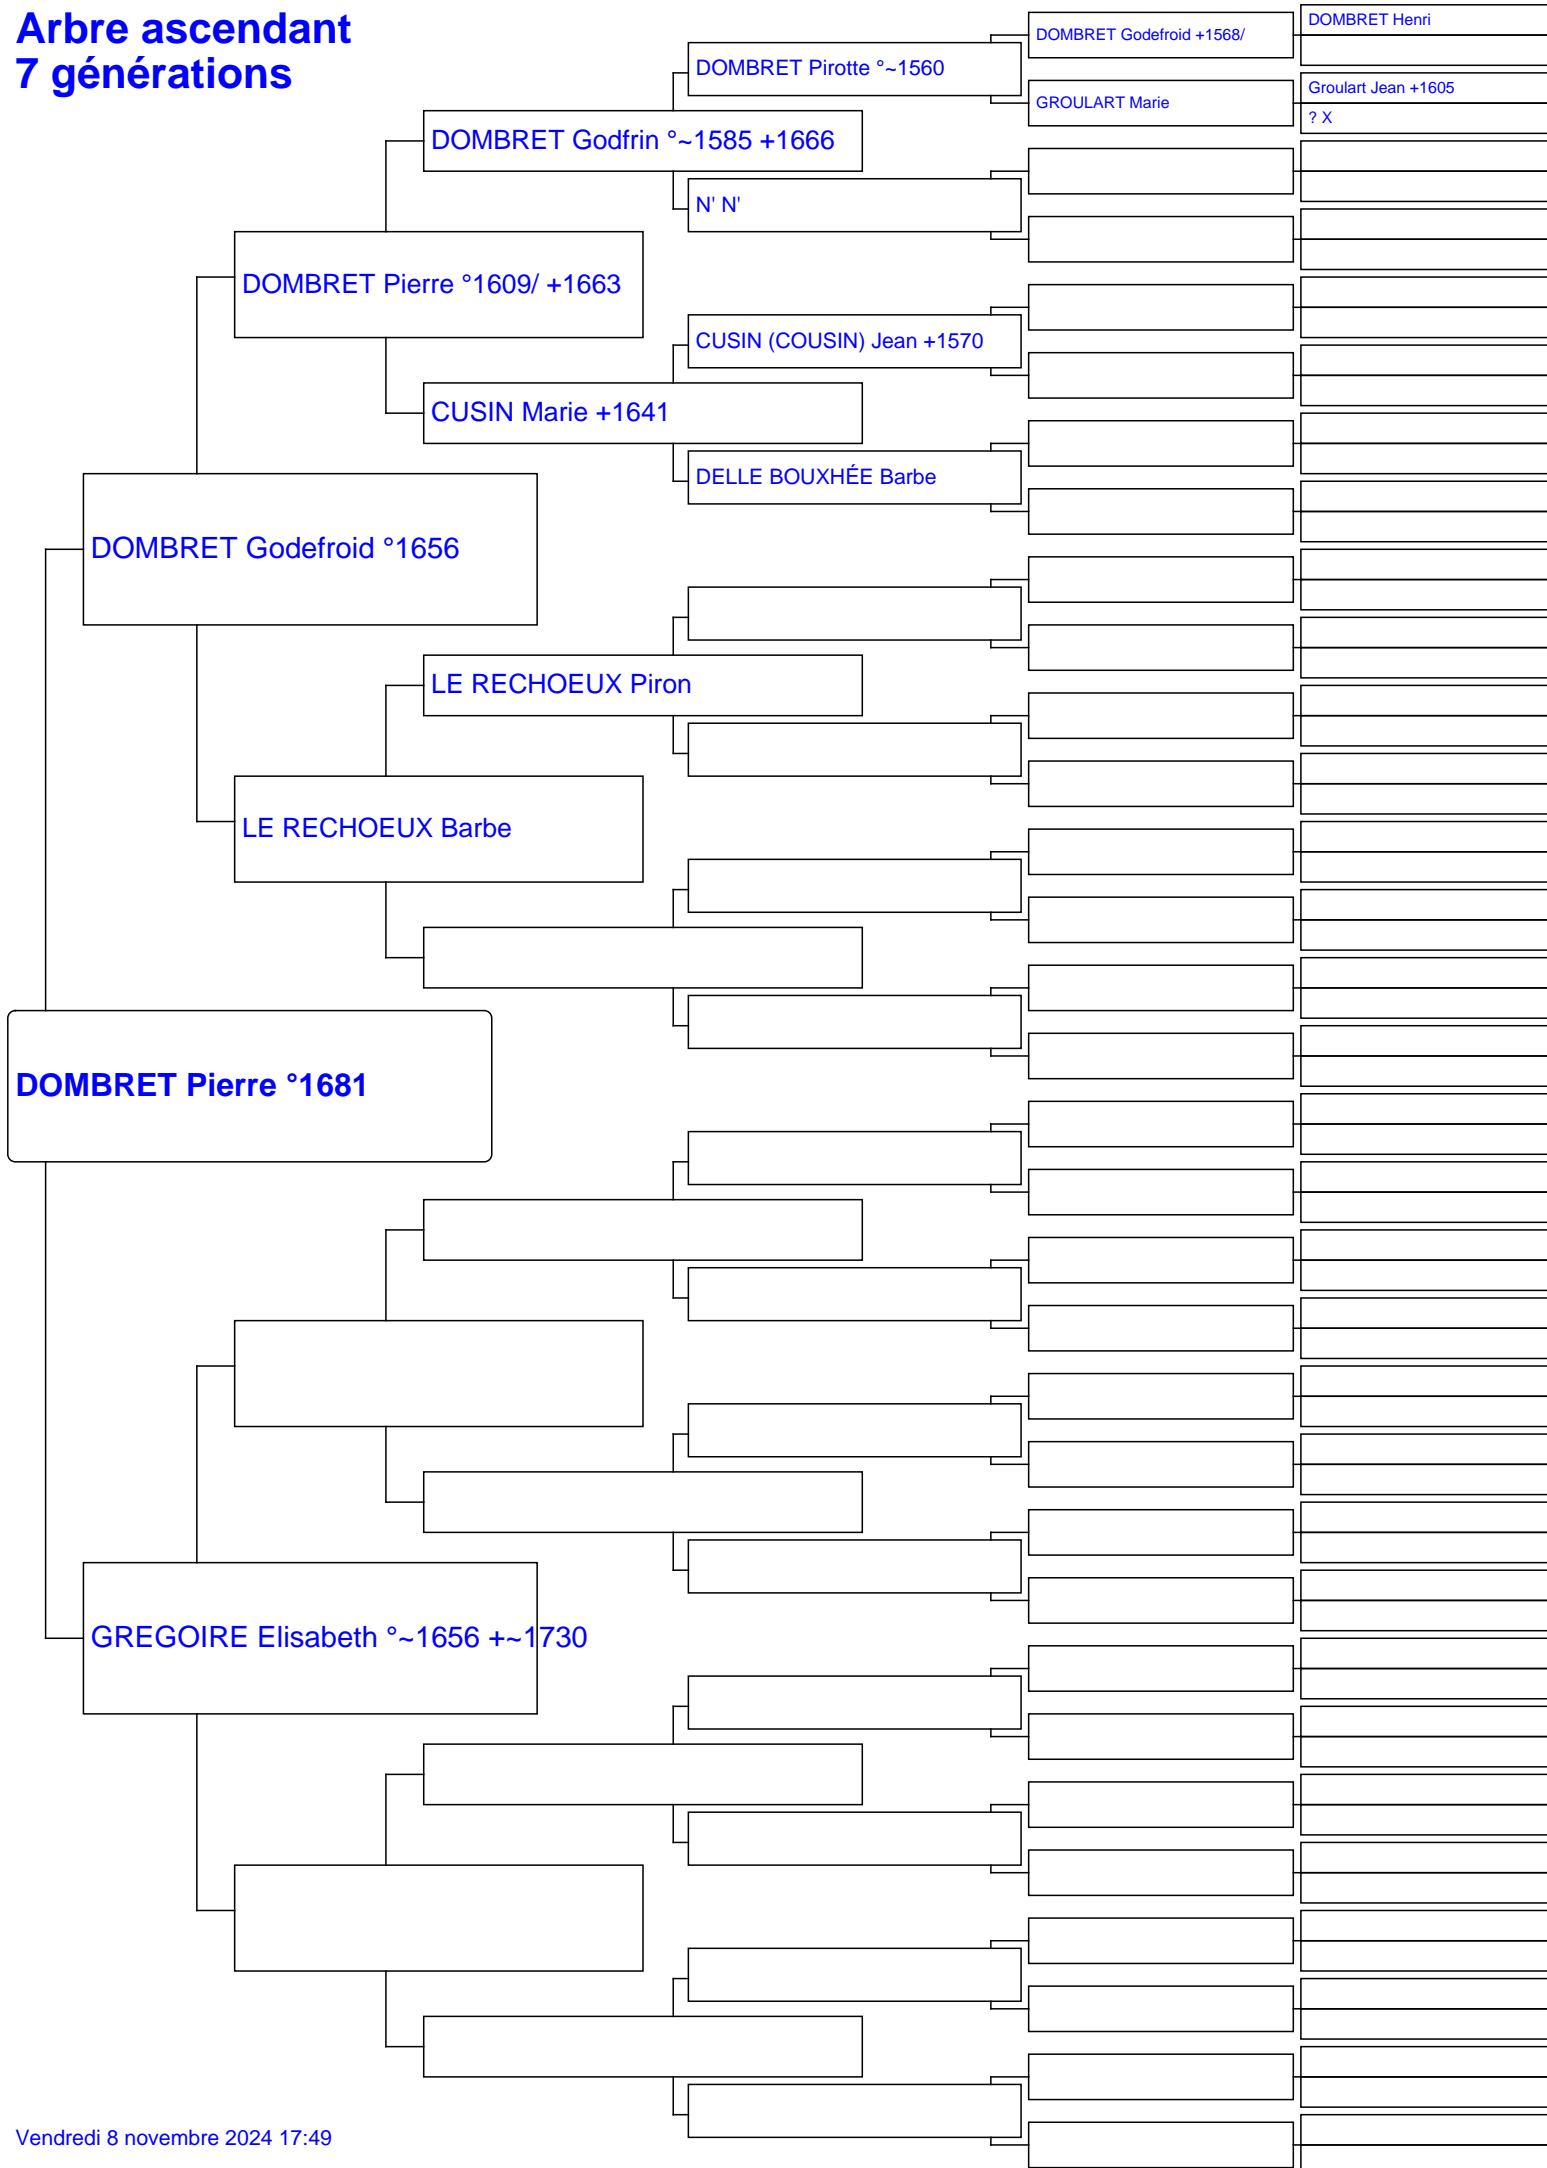 Arbre ascendant
7 générations
DOMBRET Henri
DOMBRET Godefroid +1568/
DOMBRET Pirotte °~1560
Groulart Jean +1605
GROULART Marie
? X
DOMBRET Godfrin °~1585 +1666
N' N'
DOMBRET Pierre °1609/ +1663
CUSIN (COUSIN) Jean +1570
CUSIN Marie +1641
DELLE BOUXHÉE Barbe
DOMBRET Godefroid °1656
LE RECHOEUX Piron
LE RECHOEUX Barbe
DOMBRET Pierre °1681
GREGOIRE Elisabeth °~1656 +~1730
Vendredi 8 novembre 2024 17:49